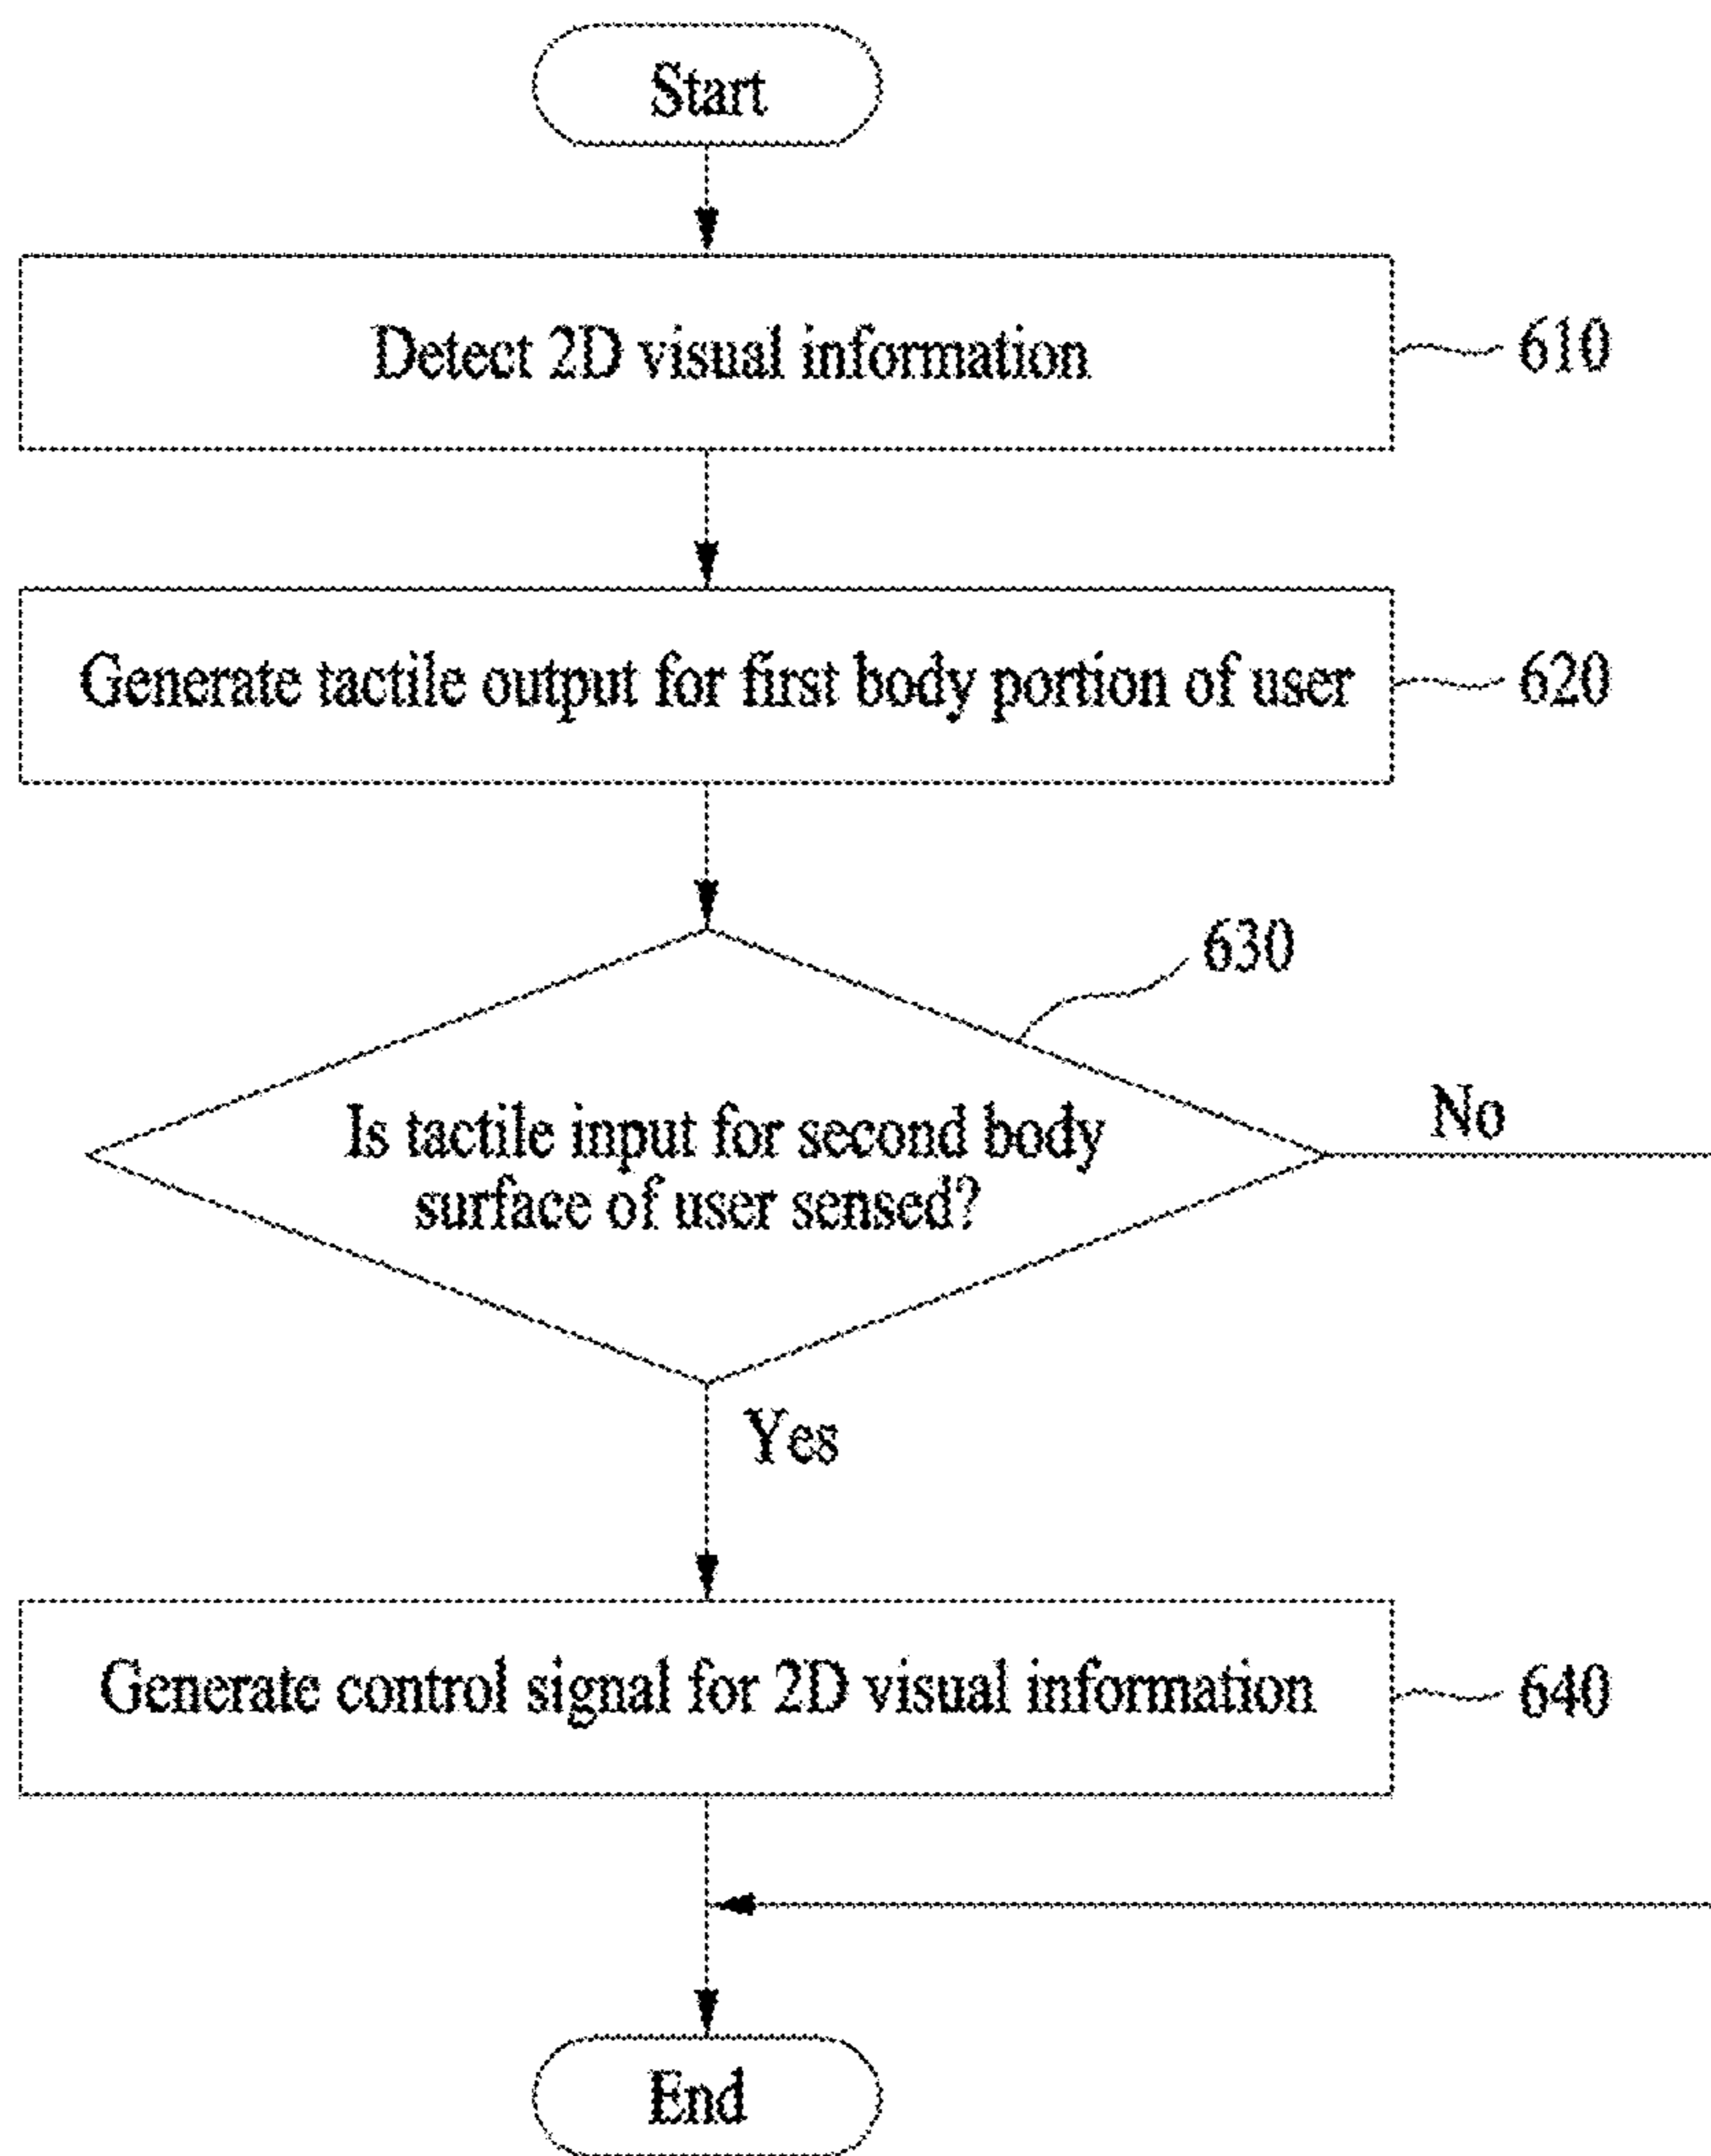 Start
Detect 2D visual information
610
Generate tactile output for first body portion of user
620
630
Is tactile input for second body
surface of user sensed?
No
Yes
Generate control signal for 2D visual information
640
End